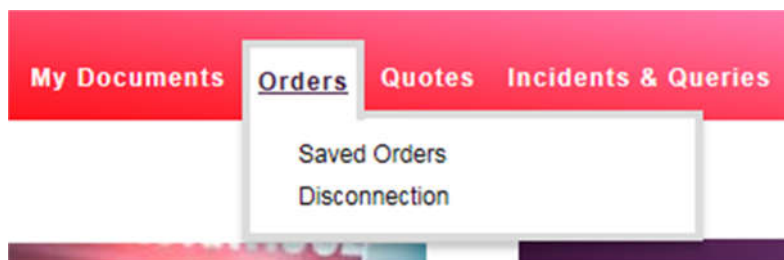 My Documents Orders Quotes Incidents & Queries
Saved Orders
Disconnection